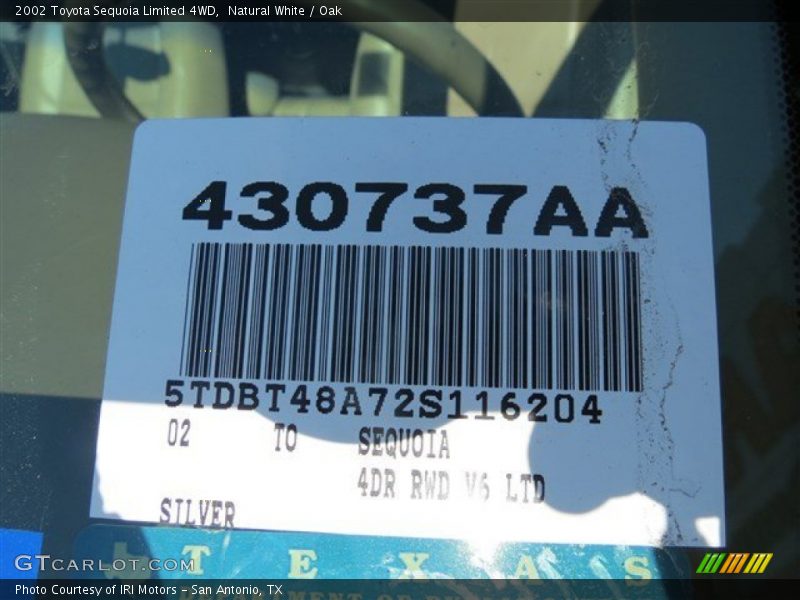 2002 Toyota Sequoia Limited 4WD,  Natural White / Oak
430737AA
5TDBT48A72S116204
02 TO SEQUOIA
4DR RWD V6 LTD
SILVER
TEXAS
GTCARLOT.COM
Photo Courtesy of IRI Motors - San Antonio, TX